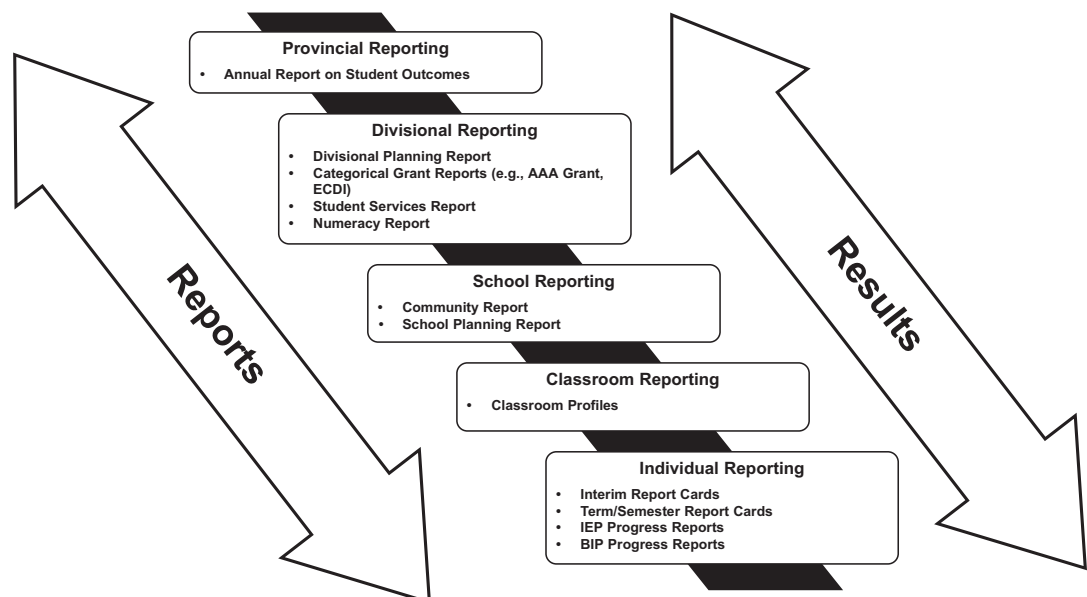 Provincial Reporting
• Annual Report on Student Outcomes
Divisional Reporting
• Divisional Planning Report
• Categorical Grant Reports (e.g., AAA Grant,
ECDI)
• Student Services Report
• Numeracy Report
School Reporting
• Community Report
• School Planning Report
Classroom Reporting
• Classroom Profiles
Individual Reporting
• Interim Report Cards
• Term/Semester Report Cards
• IEP Progress Reports
• BIP Progress Reports
Reports
Results